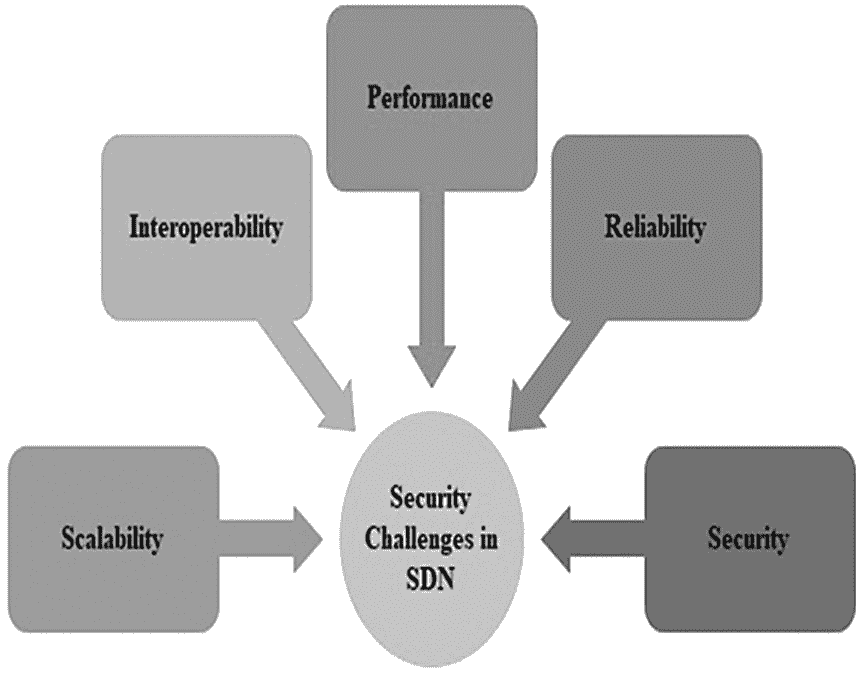 Performance
Interoperability
Reliability
Scalability
Security
Challenges in
SDN
Security